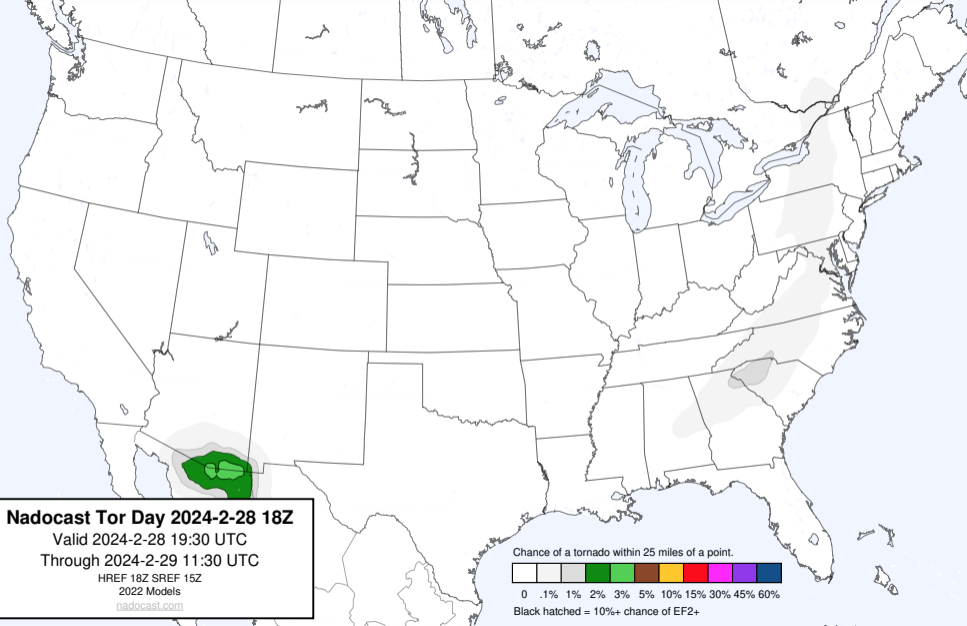 Nadocast Tor Day 2024-2-28 18Z
Valid 2024-2-28 19:30 UTC
Through 2024-2-29 11:30 UTC
HREF 18Z SREF 15Z
2022 Models
nadocast.com
Chance of a tornado within 25 miles of a point.
0 .1% 1% 2% 3% 5% 10% 15% 30% 45% 60%
Black hatched = 10%+ chance of EF2+